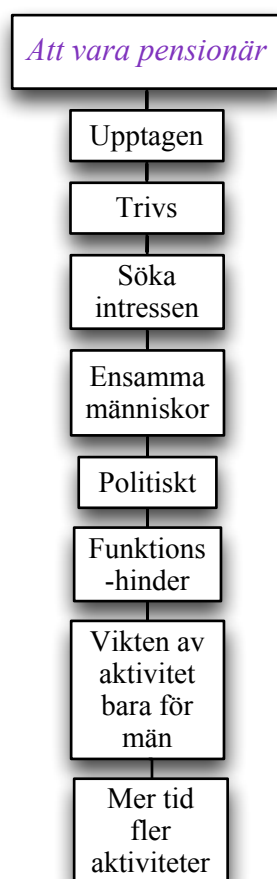 Att vara pensionär
Upptagen
Trivs
Söka
intressen
Ensamma
människor
Politiskt
Funktions
-hinder
Vikten av
aktivitet
bara för
män
Mer tid
fler
aktiviteter